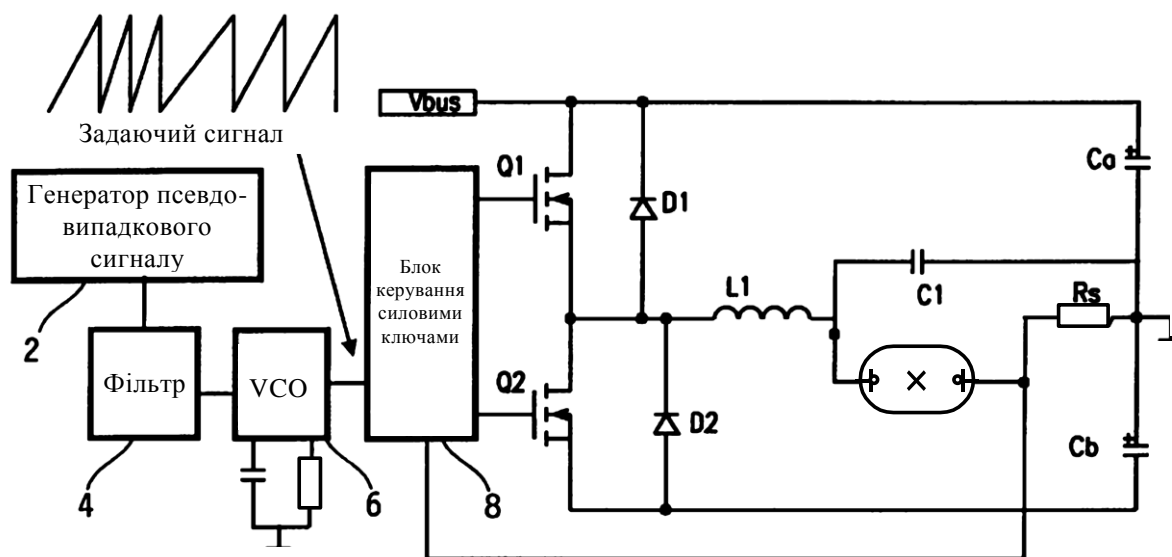 Vbus
Задаючий сигнал
Q1
D1
Ca
Генератор псевдо-
випадкового
сигналу
Блок
керування
силовими
ключами
L1
C1
Rs
2
Фільтр
VCO
Q2
D2
Cb
4
6
8